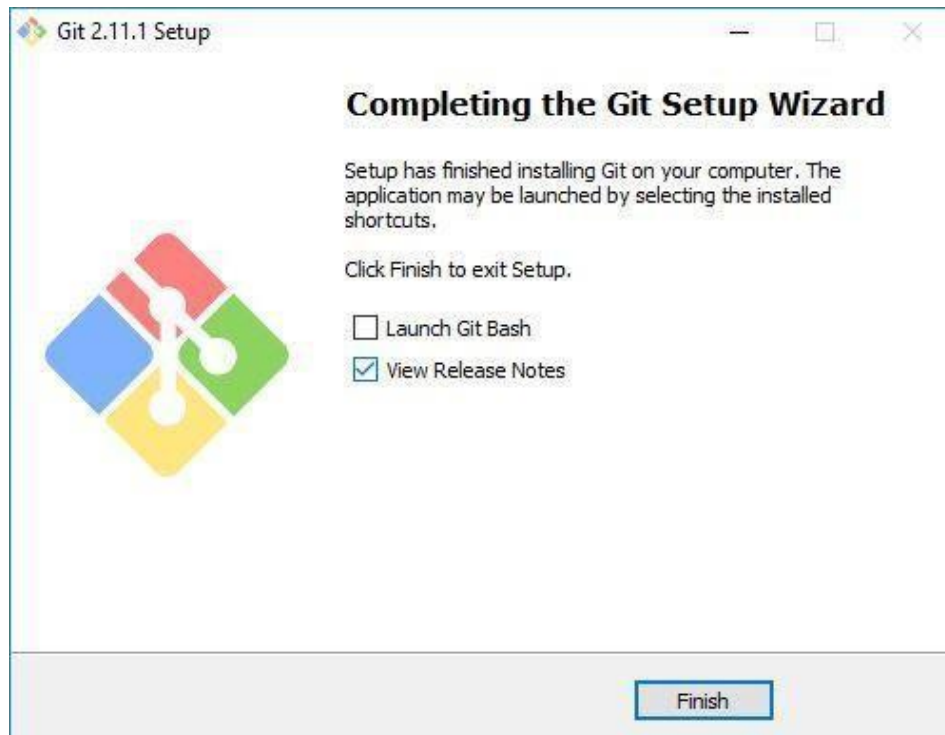 Git 2.11.1 Setup
Completing the Git Setup Wizard
Setup has finished installing Git on your computer. The
application may be launched by selecting the installed
shortcuts.
Click Finish to exit Setup.
Launch Git Bash
View Release Notes
Finish